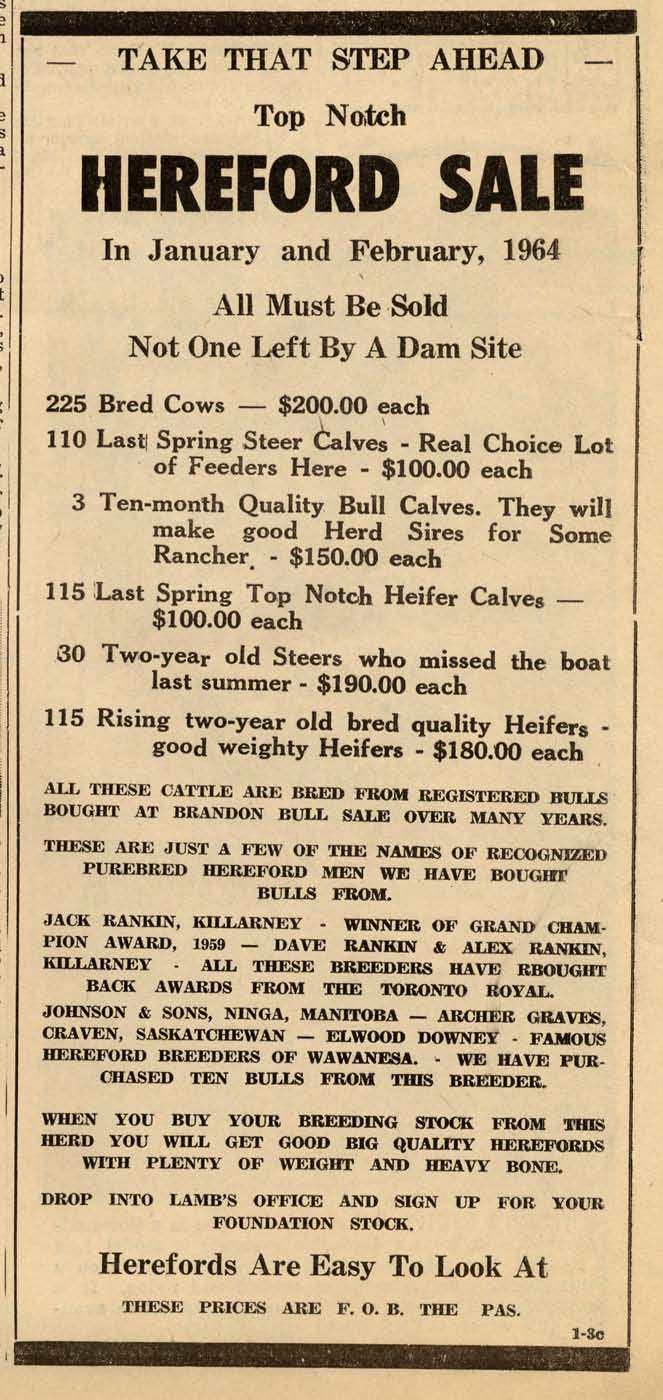 — TAKE THAT STEP AHEAD —
Top Notch
HEREFORD SALE
In January and February, 1964
All Must Be Sold
Not One Left By A Dam Site
225 Bred Cows — $200.00 each
110 Last Spring Steer Calves - Real Choice Lot
of Feeders Here - $100.00 each
3 Ten-month Quality Bull Calves. They will
make good Herd Sires for Some
Rancher. - $150.00 each
115 Last Spring Top Notch Heifer Calves —
$100.00 each
30 Two-year old Steers who missed the boat
last summer - $190.00 each
115 Rising two-year old bred quality Heifers -
good weighty Heifers - $180.00 each
ALL THESE CATTLE ARE BRED FROM REGISTERED BULLS
BOUGHT AT BRANDON BULL SALE OVER MANY YEARS.
THESE ARE JUST A FEW OF THE NAMES OF RECOGNIZED
PUREBRED HEREFORD MEN WE HAVE BOUGHT
BULLS FROM.
JACK RANKIN, KILLARNEY - WINNER OF GRAND CHAM-
PION AWARD, 1959 — DAVE RANKIN & ALEX RANKIN,
KILLARNEY - ALL THESE BREEDERS HAVE RBOUGHT
BACK AWARDS FROM THE TORONTO ROYAL.
JOHNSON & SONS, NINGA, MANITOBA — ARCHER GRAVES,
CRAVEN, SASKATCHEWAN — ELWOOD DOWNEY - FAMOUS
HEREFORD BREEDERS OF WAWANESA. - WE HAVE PUR-
CHASED TEN BULLS FROM THIS BREEDER.
WHEN YOU BUY YOUR BREEDING STOCK FROM THIS
HERD YOU WILL GET GOOD BIG QUALITY HEREFORDS
WITH PLENTY OF WEIGHT AND HEAVY BONE.
DROP INTO LAMB'S OFFICE AND SIGN UP FOR YOUR
FOUNDATION STOCK.
Herefords Are Easy To Look At
THESE PRICES ARE F. O. B. THE PAS.
1-3c